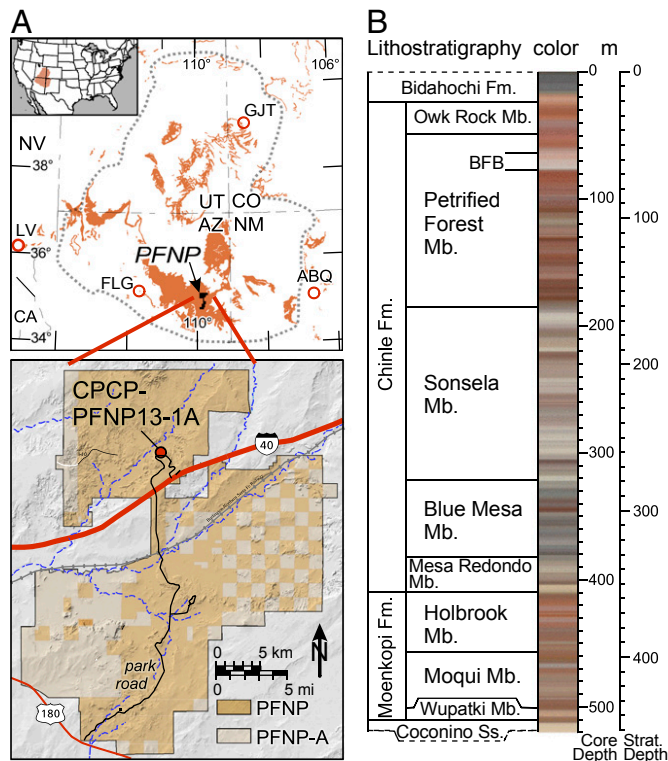 A
110°
106°
GJT
NV
38°
UT
CO
AZ
NM
LV
36°
PFNP
FLG
ABQ
CA
34°
110°
CPCP-
PFNP13-1A
40
park
road
0 5 km
0 5 mi
N
180
PFNP
PFNP-A
B
Lithostratigraphy color m
Bidahochi Fm.
Owk Rock Mb.
BFB
Petrified
Forest
Mb.
Chinle Fm.
Sonsela
Mb.
Blue Mesa
Mb.
Mesa Redondo
Mb.
Moenkopi Fm.
Holbrook
Mb.
Moqui Mb.
Wupatki Mb.
Coconino Ss.
0
100
200
300
400
500
Core
Depth
0
100
200
300
400
Strat.
Depth